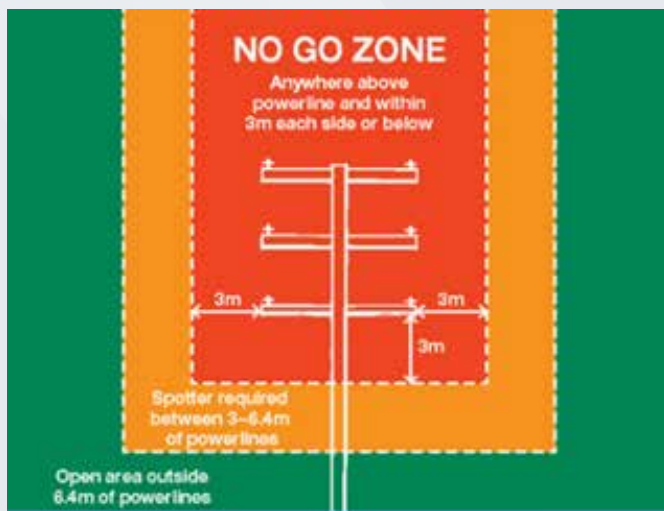 NO GO ZONE
Anywhere above
powerline and within
3m each side or below
3m
3m
3m
Spotter required
between 3–6.4m
of powerlines
Open area outside
6.4m of powerlines